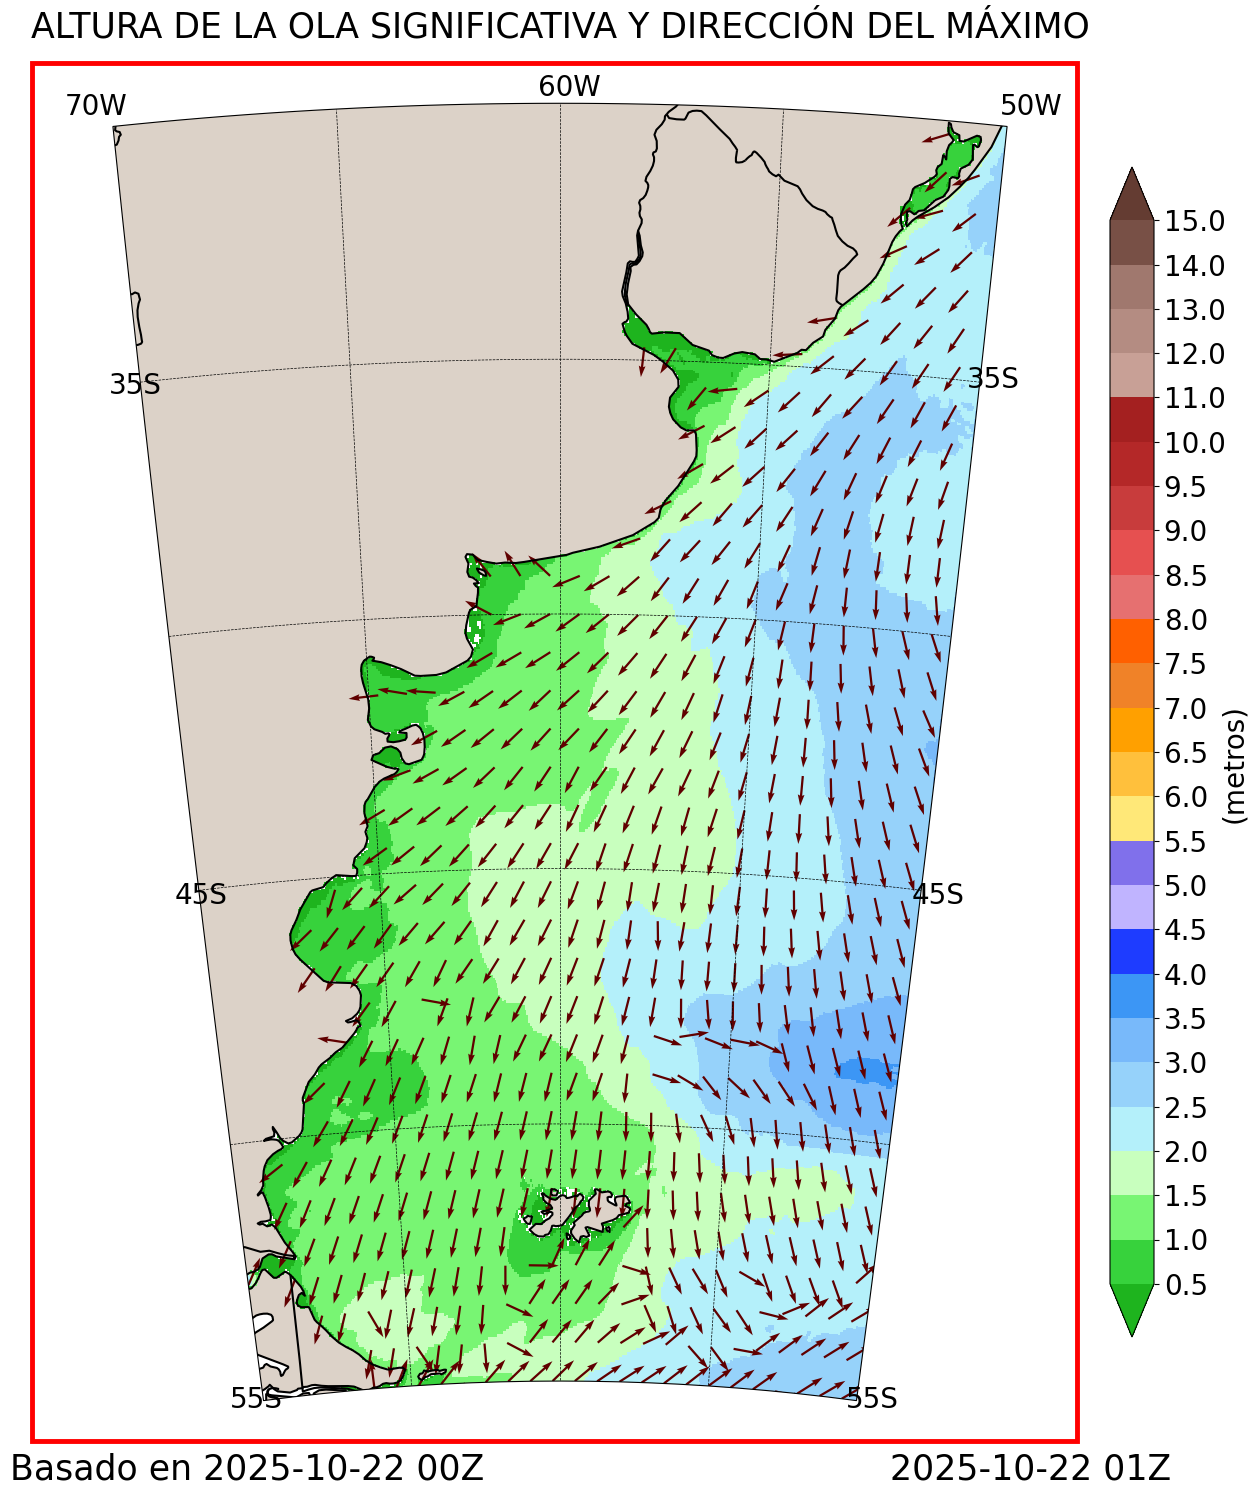 ALTURA DE LA OLA SIGNIFICATIVA Y DIRECCIÓN DEL MÁXIMO
70W
60W
50W
35S
35S
45S
45S
55S
55S
15.0
14.0
13.0
12.0
11.0
10.0
9.5
9.0
8.5
8.0
7.5
7.0
6.5
6.0
5.5
5.0
4.5
4.0
3.5
3.0
2.5
2.0
1.5
1.0
0.5
(metros)
Basado en 2025-10-22 00Z
2025-10-22 01Z